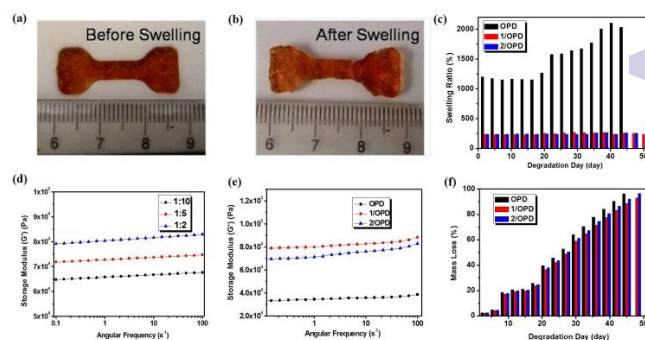 (a)
Before Swelling
6 7 8 9
(b)
After Swelling
6 7 8 9
(c)
Swelling Ratio (%)
2000
1500
1000
500
0
OPD
1/OPD
2/OPD
0 10 20 30 40 50
Degradation Day (day)
(d)
Storage Modulus (G') (Pa)
1:10
1:5
1:2
0.1 1 10 100
Angular Frequency (s⁻¹)
(e)
Storage Modulus (G') (Pa)
OPD
1/OPD
2/OPD
1 10 100
Angular Frequency (s⁻¹)
(f)
Mass Loss (%)
100
80
60
40
20
0
OPD
1/OPD
2/OPD
0 10 20 30 40 50
Degradation Day (day)